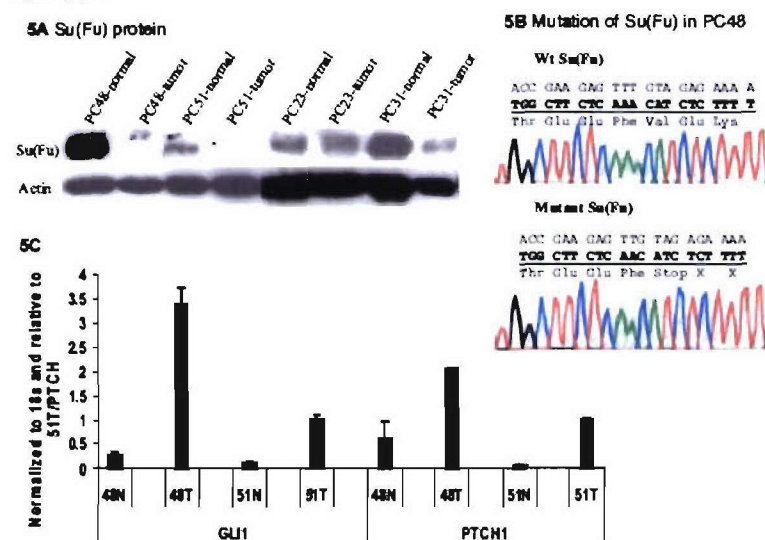 5A Su(Fu) protein
PC48-normal
PC48-tumor
PC51-normal
PC51-tumor
PC23-normal
PC23-tumor
PC31-normal
PC31-tumor
Su(Fu)
Actin
5B Mutation of Su(Fu) in PC48
Wt Su(Fu)
ACC GAA GAG TTT GTA GAG AAA A
TGG CTT CTC AAA CAT CTC TTT T
Thr Glu Glu Phe Val Glu Lys
Mutant Su(Fu)
ACC GAA GAG TTG TAG AGA AAA
TGG CTT CTC AAC ATC TCT TTT
Thr Glu Glu Phe Stop X X
5C
Normalized to 18s and relative to
51T/PTCH
4
3.5
3
2.5
2
1.5
1
0.5
0
48N
48T
51N
51T
48N
48T
51N
51T
GLI1
PTCH1